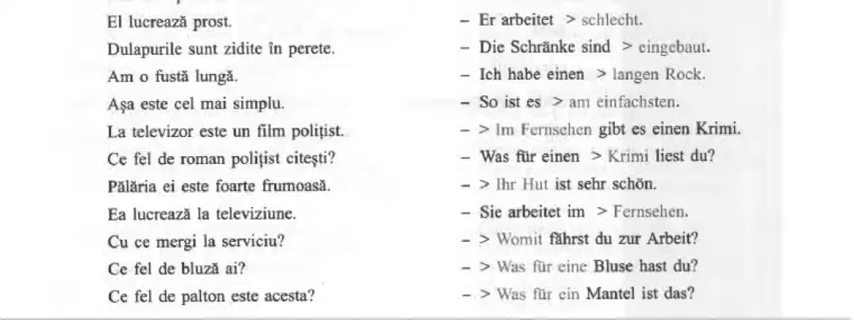 El lucrează prost. – Er arbeitet > schlecht.
Dulapurile sunt zidite în perete. – Die Schränke sind > eingebaut.
Am o fustă lungă. – Ich habe einen > langen Rock.
Aşa este cel mai simplu. – So ist es > am einfachsten.
La televizor este un film poliţist. – > Im Fernsehen gibt es einen Krimi.
Ce fel de roman poliţist citeşti? – Was für einen > Krimi liest du?
Pălăria ei este foarte frumoasă. – > Ihr Hut ist sehr schön.
Ea lucrează la televiziune. – Sie arbeitet im > Fernsehen.
Cu ce mergi la serviciu? – > Womit fährst du zur Arbeit?
Ce fel de bluză ai? – > Was für eine Bluse hast du?
Ce fel de palton este acesta? – > Was für ein Mantel ist das?